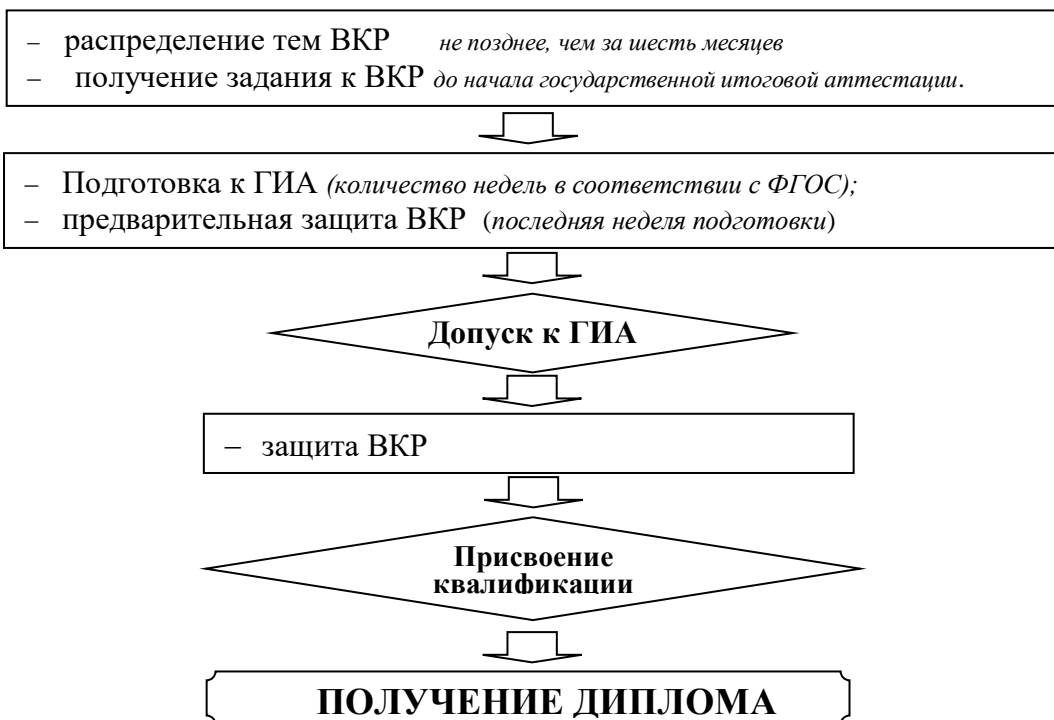 – распределение тем ВКР не позднее, чем за шесть месяцев
– получение задания к ВКР до начала государственной итоговой аттестации.
– Подготовка к ГИА (количество недель в соответствии с ФГОС);
– предварительная защита ВКР (последняя неделя подготовки)
Допуск к ГИА
– защита ВКР
Присвоение
квалификации
ПОЛУЧЕНИЕ ДИПЛОМА